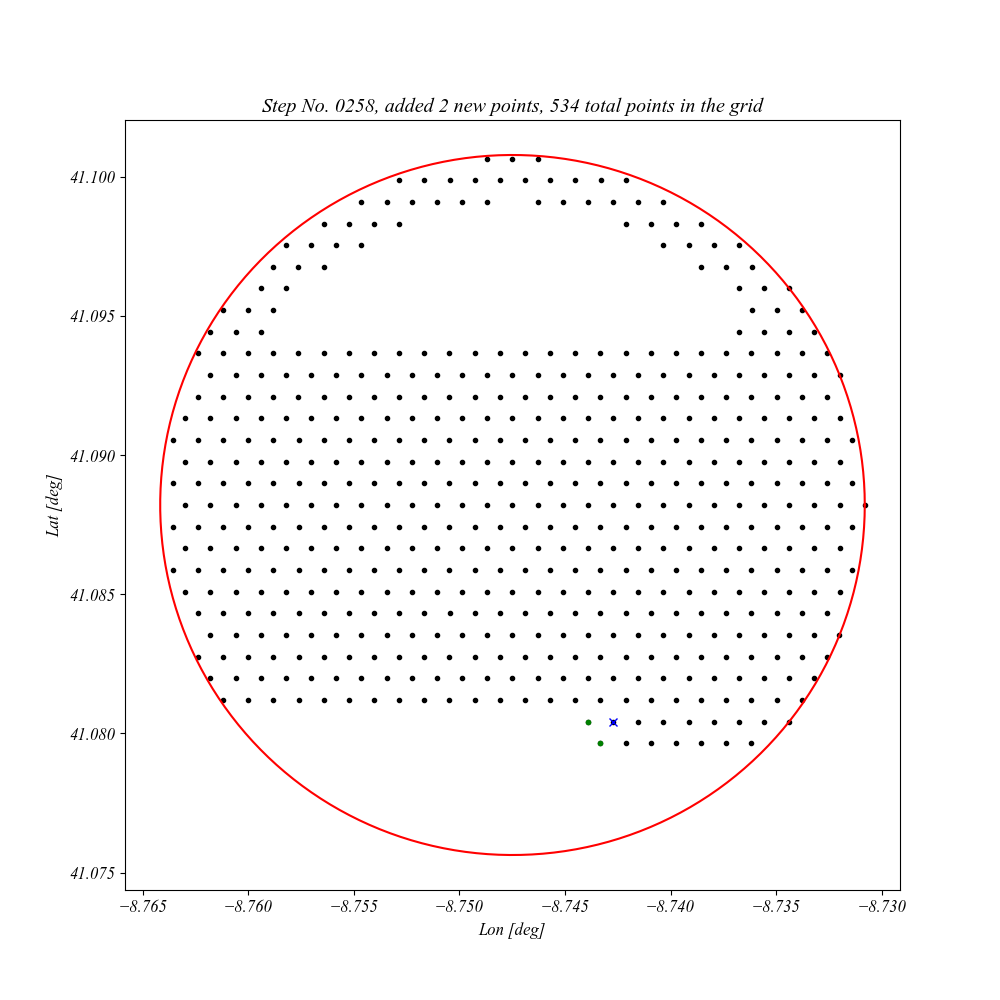 Step No. 0258, added 2 new points, 534 total points in the grid
41.100
41.095
41.090
41.085
41.080
41.075
Lat [deg]
−8.765 −8.760 −8.755 −8.750 −8.745 −8.740 −8.735 −8.730
Lon [deg]